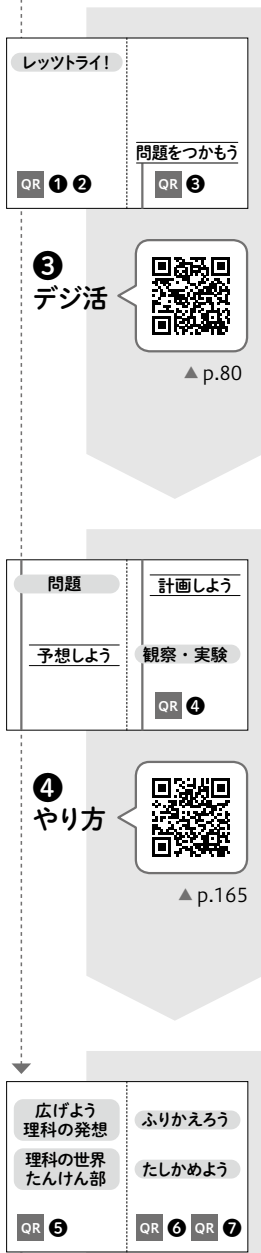 レッツトライ!
問題をつかもう
QR ❶ ❷
QR ❸
❸
デジ活
▲ p.80
問題
計画しよう
予想しよう
観察・実験
QR ❹
❹
やり方
▲ p.165
広げよう
理科の発想
ふりかえろう
理科の世界
たんけん部
たしかめよう
QR ❺
QR ❻ QR ❼